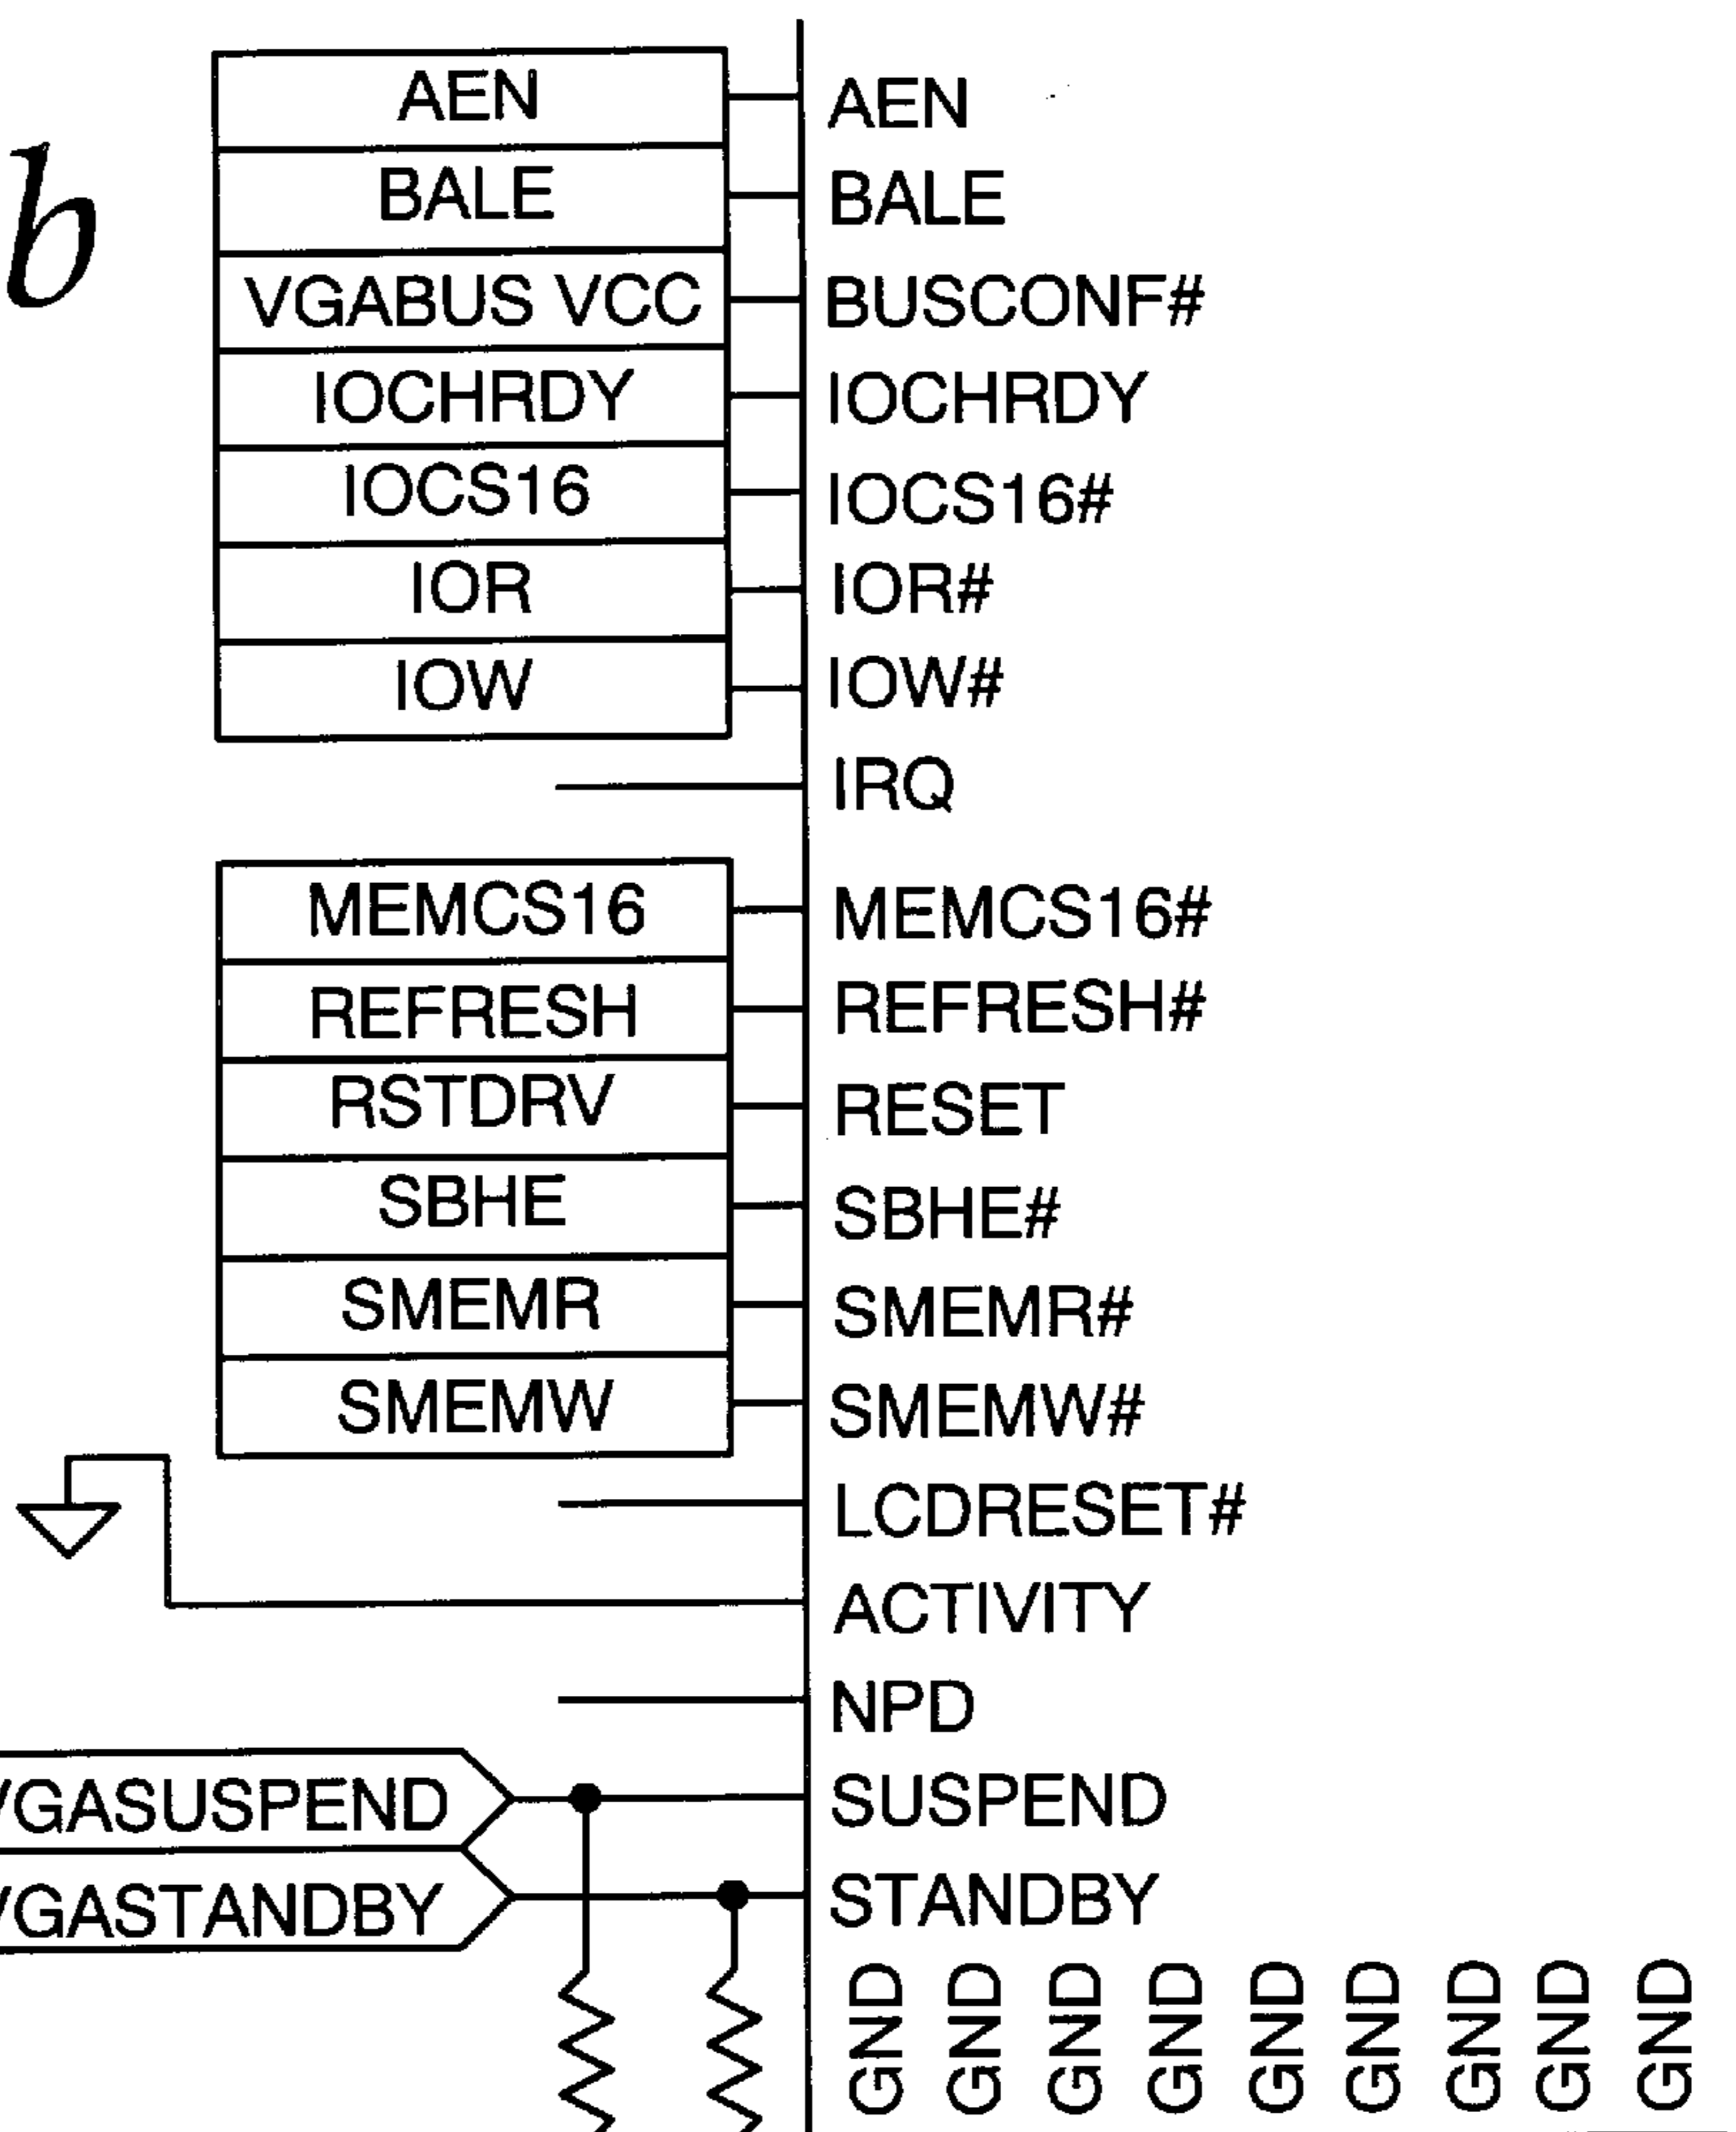 b
AEN AEN
BALE BALE
VGABUS VCC BUSCONF#
IOCHRDY IOCHRDY
IOCS16 IOCS16#
IOR IOR#
IOW IOW#
IRQ
MEMCS16 MEMCS16#
REFRESH REFRESH#
RSTDRV RESET
SBHE SBHE#
SMEMR SMEMR#
SMEMW SMEMW#
LCDRESET#
ACTIVITY
NPD
VGASUSPEND SUSPEND
VGASTANDBY STANDBY
GND GND GND GND GND GND GND GND GND